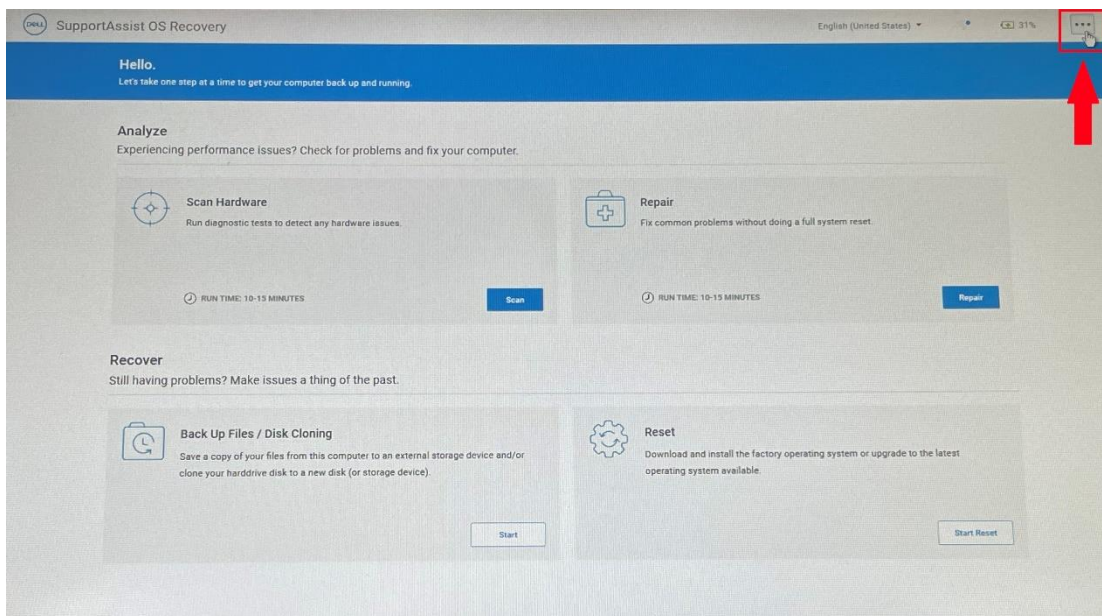 DELL SupportAssist OS Recovery
English (United States)
31%
Hello.
Let's take one step at a time to get your computer back up and running.
Analyze
Experiencing performance issues? Check for problems and fix your computer.
Scan Hardware
Run diagnostic tests to detect any hardware issues.
RUN TIME: 10-15 MINUTES
Scan
Repair
Fix common problems without doing a full system reset.
RUN TIME: 10-15 MINUTES
Repair
Recover
Still having problems? Make issues a thing of the past.
Back Up Files / Disk Cloning
Save a copy of your files from this computer to an external storage device and/or
clone your harddrive disk to a new disk (or storage device).
Start
Reset
Download and install the factory operating system or upgrade to the latest
operating system available.
Start Reset